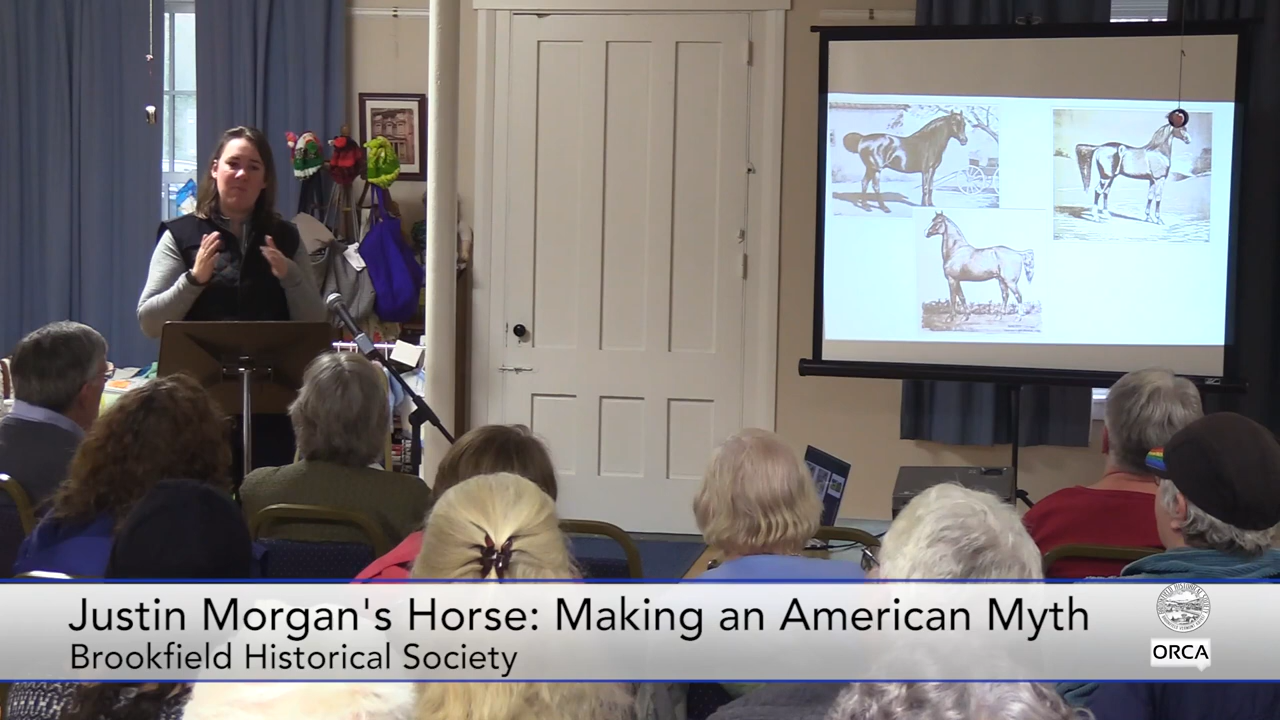 Justin Morgan's Horse: Making an American Myth
Brookfield Historical Society
ORCA